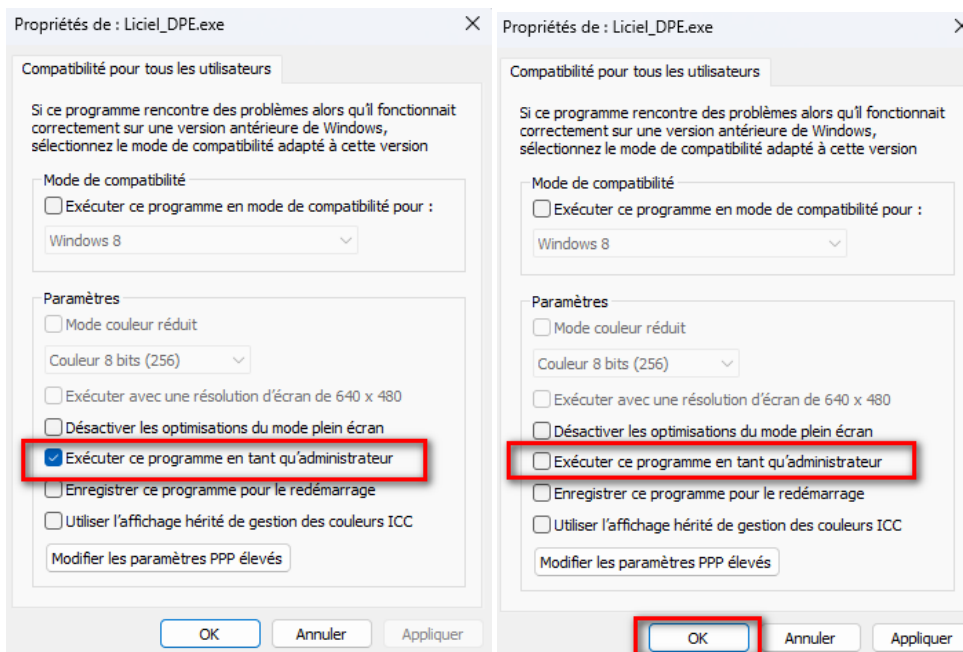 Propriétés de : Liciel_DPE.exe
Compatibilité pour tous les utilisateurs
Si ce programme rencontre des problèmes alors qu'il fonctionnait
correctement sur une version antérieure de Windows,
sélectionnez le mode de compatibilité adapté à cette version
Mode de compatibilité
Exécuter ce programme en mode de compatibilité pour :
Windows 8
Paramètres
Mode couleur réduit
Couleur 8 bits (256)
Exécuter avec une résolution d'écran de 640 x 480
Désactiver les optimisations du mode plein écran
Exécuter ce programme en tant qu'administrateur
Enregistrer ce programme pour le redémarrage
Utiliser l'affichage hérité de gestion des couleurs ICC
Modifier les paramètres PPP élevés
OK Annuler Appliquer
Propriétés de : Liciel_DPE.exe
Compatibilité pour tous les utilisateurs
Si ce programme rencontre des problèmes alors qu'il fonctionnait
correctement sur une version antérieure de Windows,
sélectionnez le mode de compatibilité adapté à cette version
Mode de compatibilité
Exécuter ce programme en mode de compatibilité pour :
Windows 8
Paramètres
Mode couleur réduit
Couleur 8 bits (256)
Exécuter avec une résolution d'écran de 640 x 480
Désactiver les optimisations du mode plein écran
Exécuter ce programme en tant qu'administrateur
Enregistrer ce programme pour le redémarrage
Utiliser l'affichage hérité de gestion des couleurs ICC
Modifier les paramètres PPP élevés
OK Annuler Appliquer